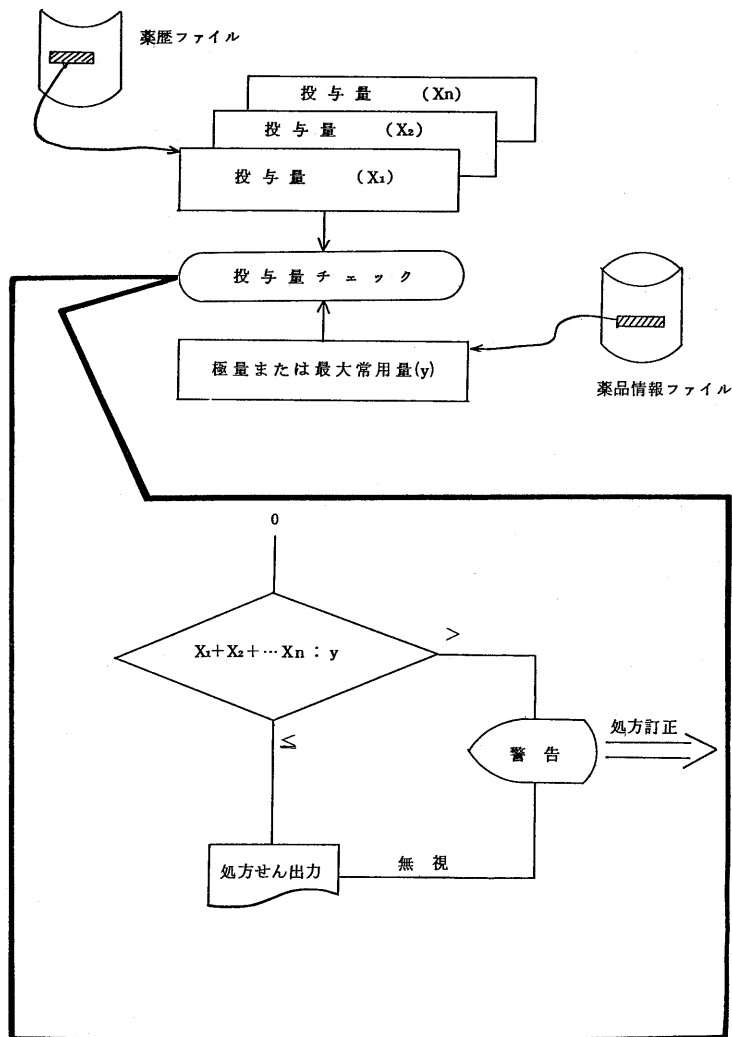 薬歴ファイル
投与量 (Xn)
投与量 (X₂)
投与量 (X₁)
投与量チェック
極量または最大常用量(y)
薬品情報ファイル
0
X₁+X₂+…Xn : y
>
≦
処方訂正
警告
処方せん出力
無視